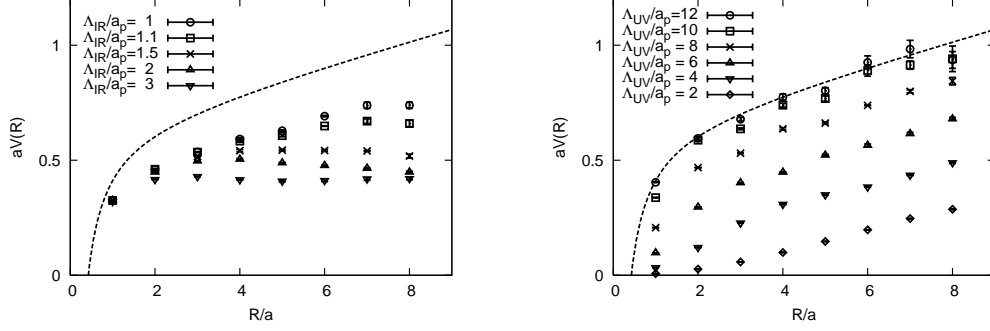 Λ_IR/a_p= 1
Λ_IR/a_p= 1.1
Λ_IR/a_p= 1.5
Λ_IR/a_p= 2
Λ_IR/a_p= 3
1
0.5
0
aV(R)
0 2 4 6 8
R/a
Λ_UV/a_p = 12
Λ_UV/a_p = 10
Λ_UV/a_p = 8
Λ_UV/a_p = 6
Λ_UV/a_p = 4
Λ_UV/a_p = 2
1
0.5
0
aV(R)
0 2 4 6 8
R/a